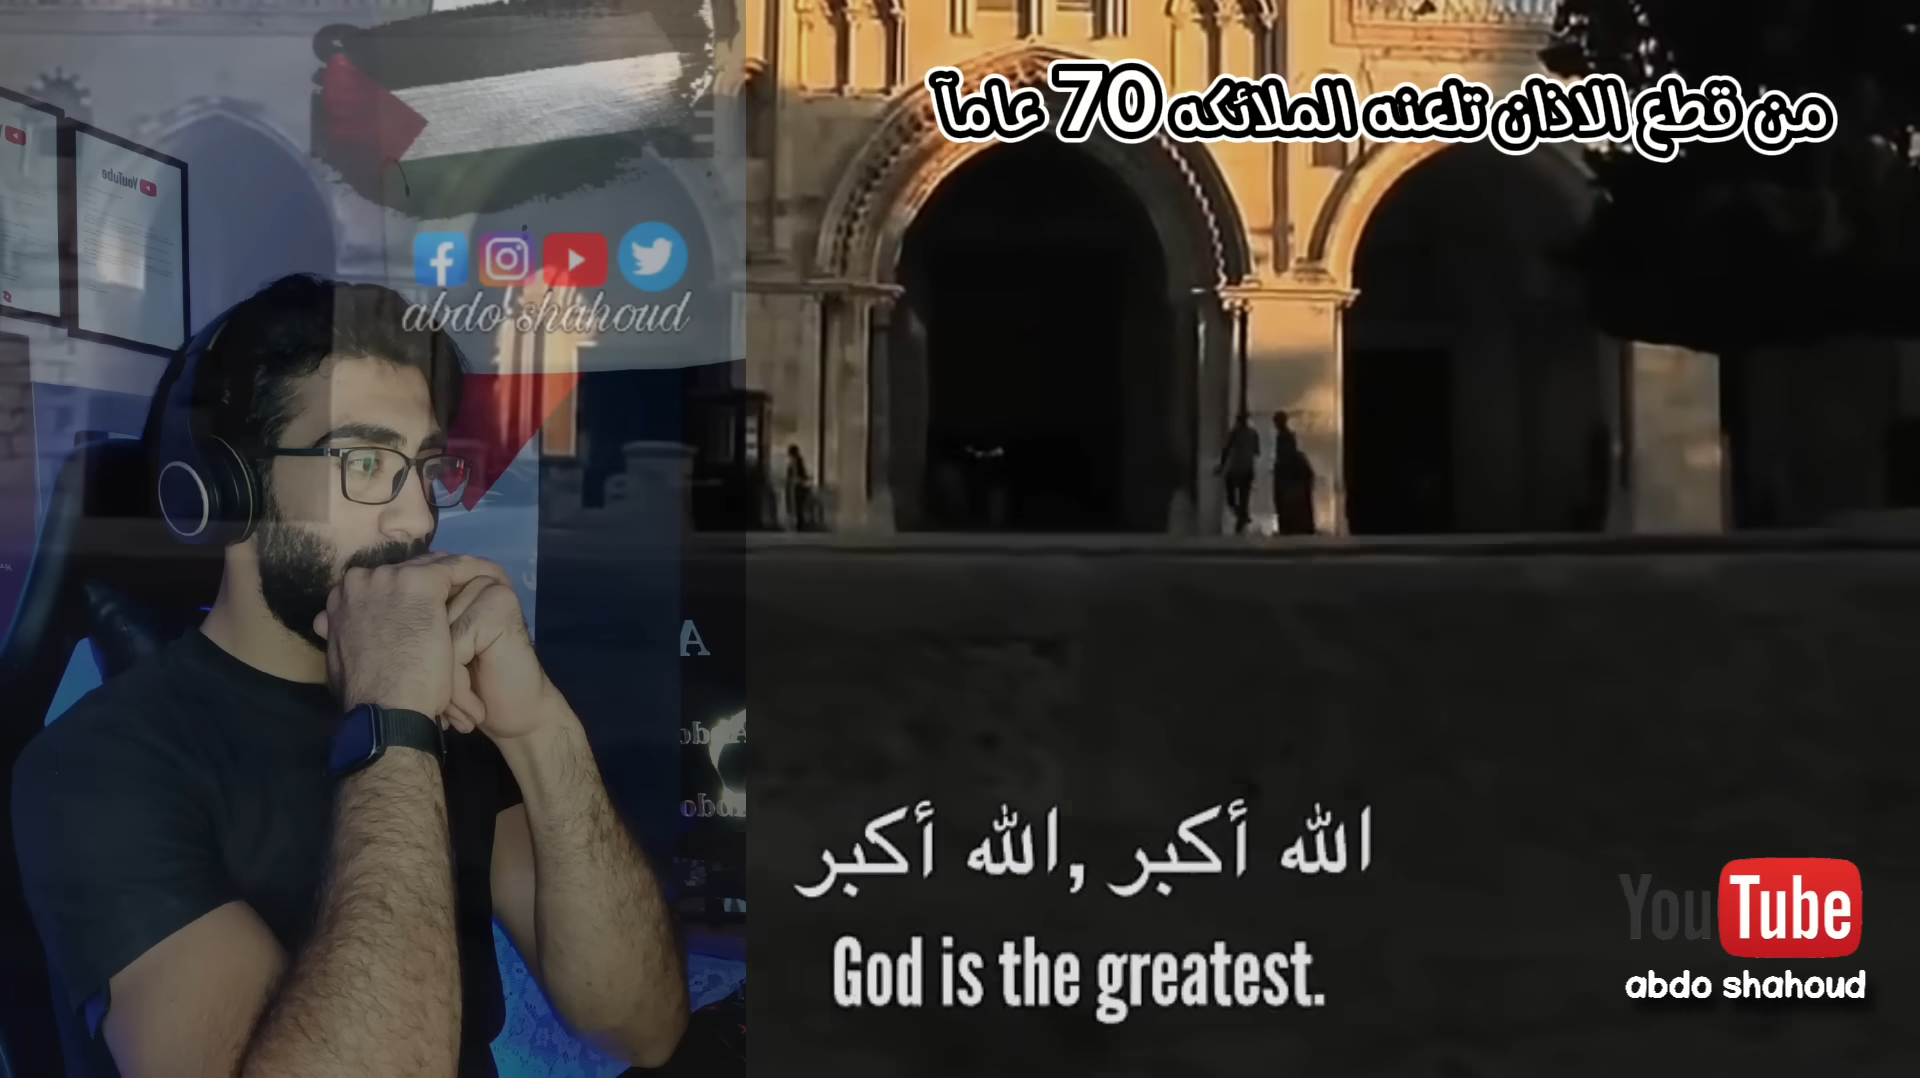 من قطع الاذان تلعنه الملائكه 70 عاماً
YouTube
abdo shahoud
A
الله أكبر ,الله أكبر
God is the greatest.
YouTube
abdo shahoud